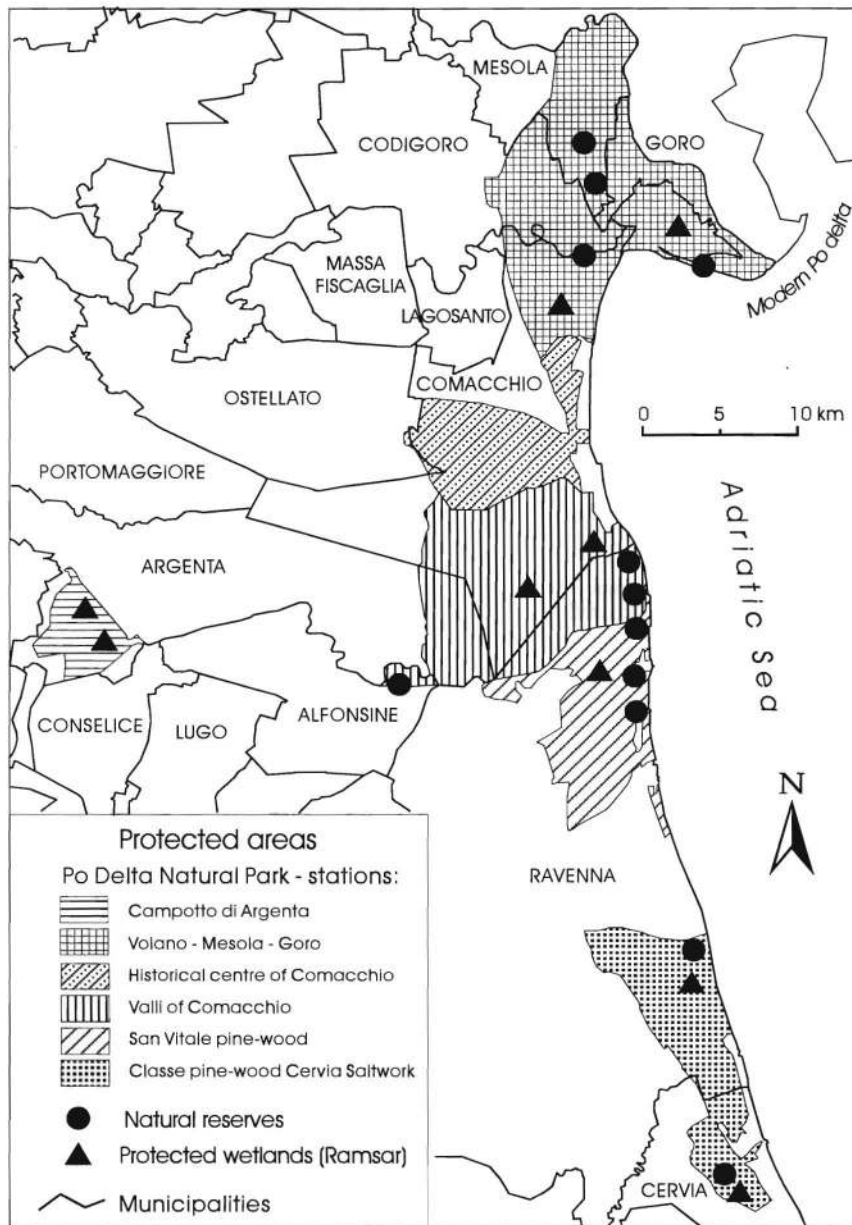 MESOLA
CODIGORO
GORO
MASSA
FISCAGLIA
LAGOSANTO
Modern Po delta
COMACCHIO
OSTELLATO
0 5 10 km
PORTOMAGGIORE
ARGENTA
Adriatic Sea
CONSELICE
LUGO
ALFONSINE
N
RAVENNA
CERVIA
Protected areas
Po Delta Natural Park - stations:
Campotto di Argenta
Volano - Mesola - Goro
Historical centre of Comacchio
Valli of Comacchio
San Vitale pine-wood
Classe pine-wood Cervia Saltwork
Natural reserves
Protected wetlands (Ramsar)
Municipalities